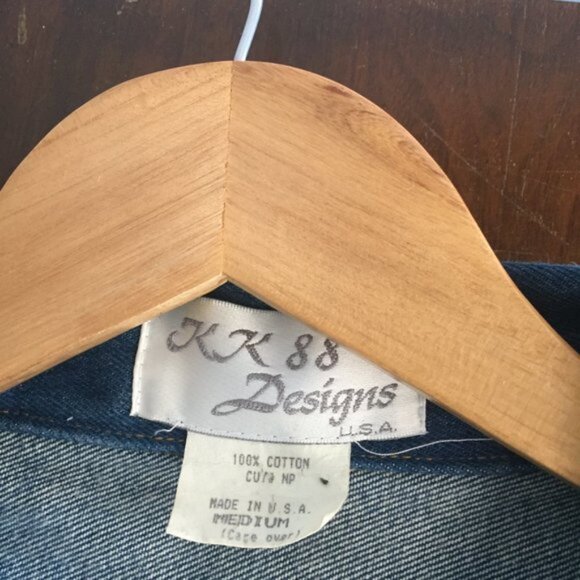 KK 88
Designs
U.S.A.
100% COTTON
MADE IN U.S.A.
MEDIUM
(Care over)